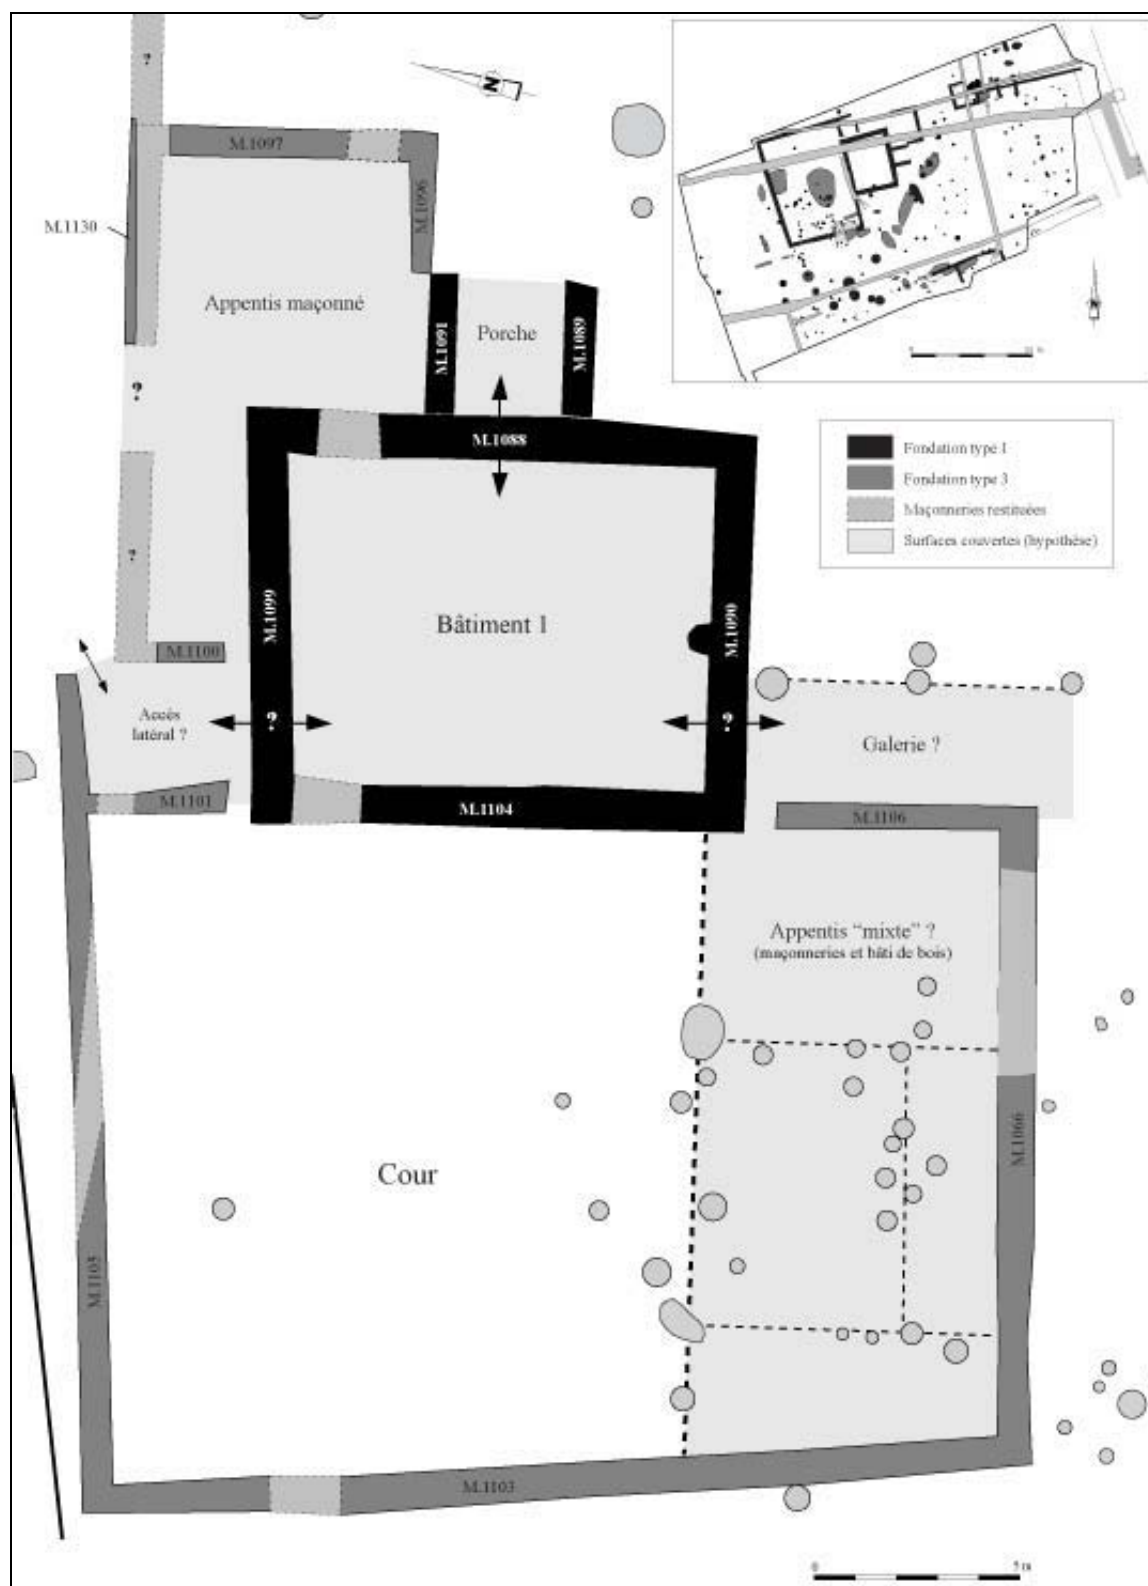 ?
N
M.1097
M.1096
M.1130
Appentis maçonné
M.1091
Porche
M.1089
?
M.1088
Fondation type 1
Fondation type 3
Maçonneries restituées
Surfaces couvertes (hypothèse)
?
M.1099
Bâtiment 1
M.1090
M.1100
Accès
latéral ?
?
?
Galerie ?
M.1101
M.1104
M.1106
Appentis “mixte” ?
(maçonneries et bâti de bois)
Cour
M.1066
M.1105
M.1103
0
5 m